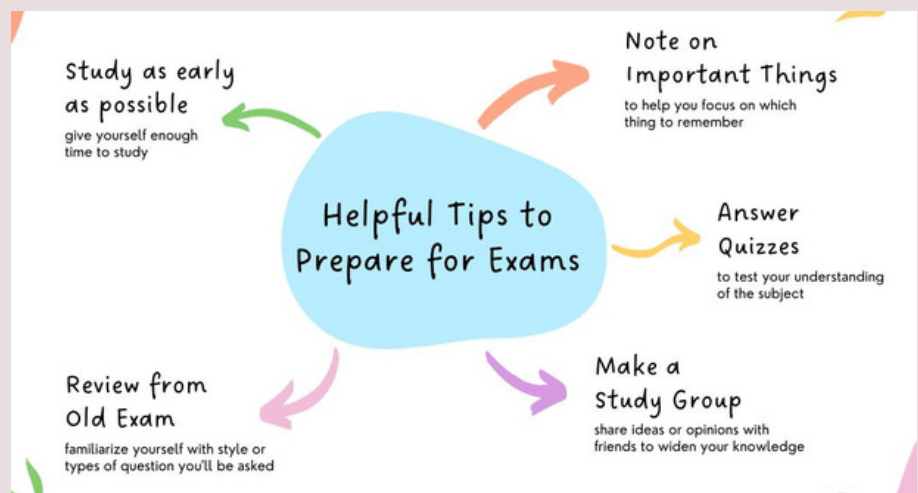 Study as early
as possible
give yourself enough
time to study
Note on
Important Things
to help you focus on which
thing to remember
Helpful Tips to
Prepare for Exams
Answer
Quizzes
to test your understanding
of the subject
Review from
Old Exam
familiarize yourself with style or
types of question you'll be asked
Make a
Study Group
share ideas or opinions with
friends to widen your knowledge